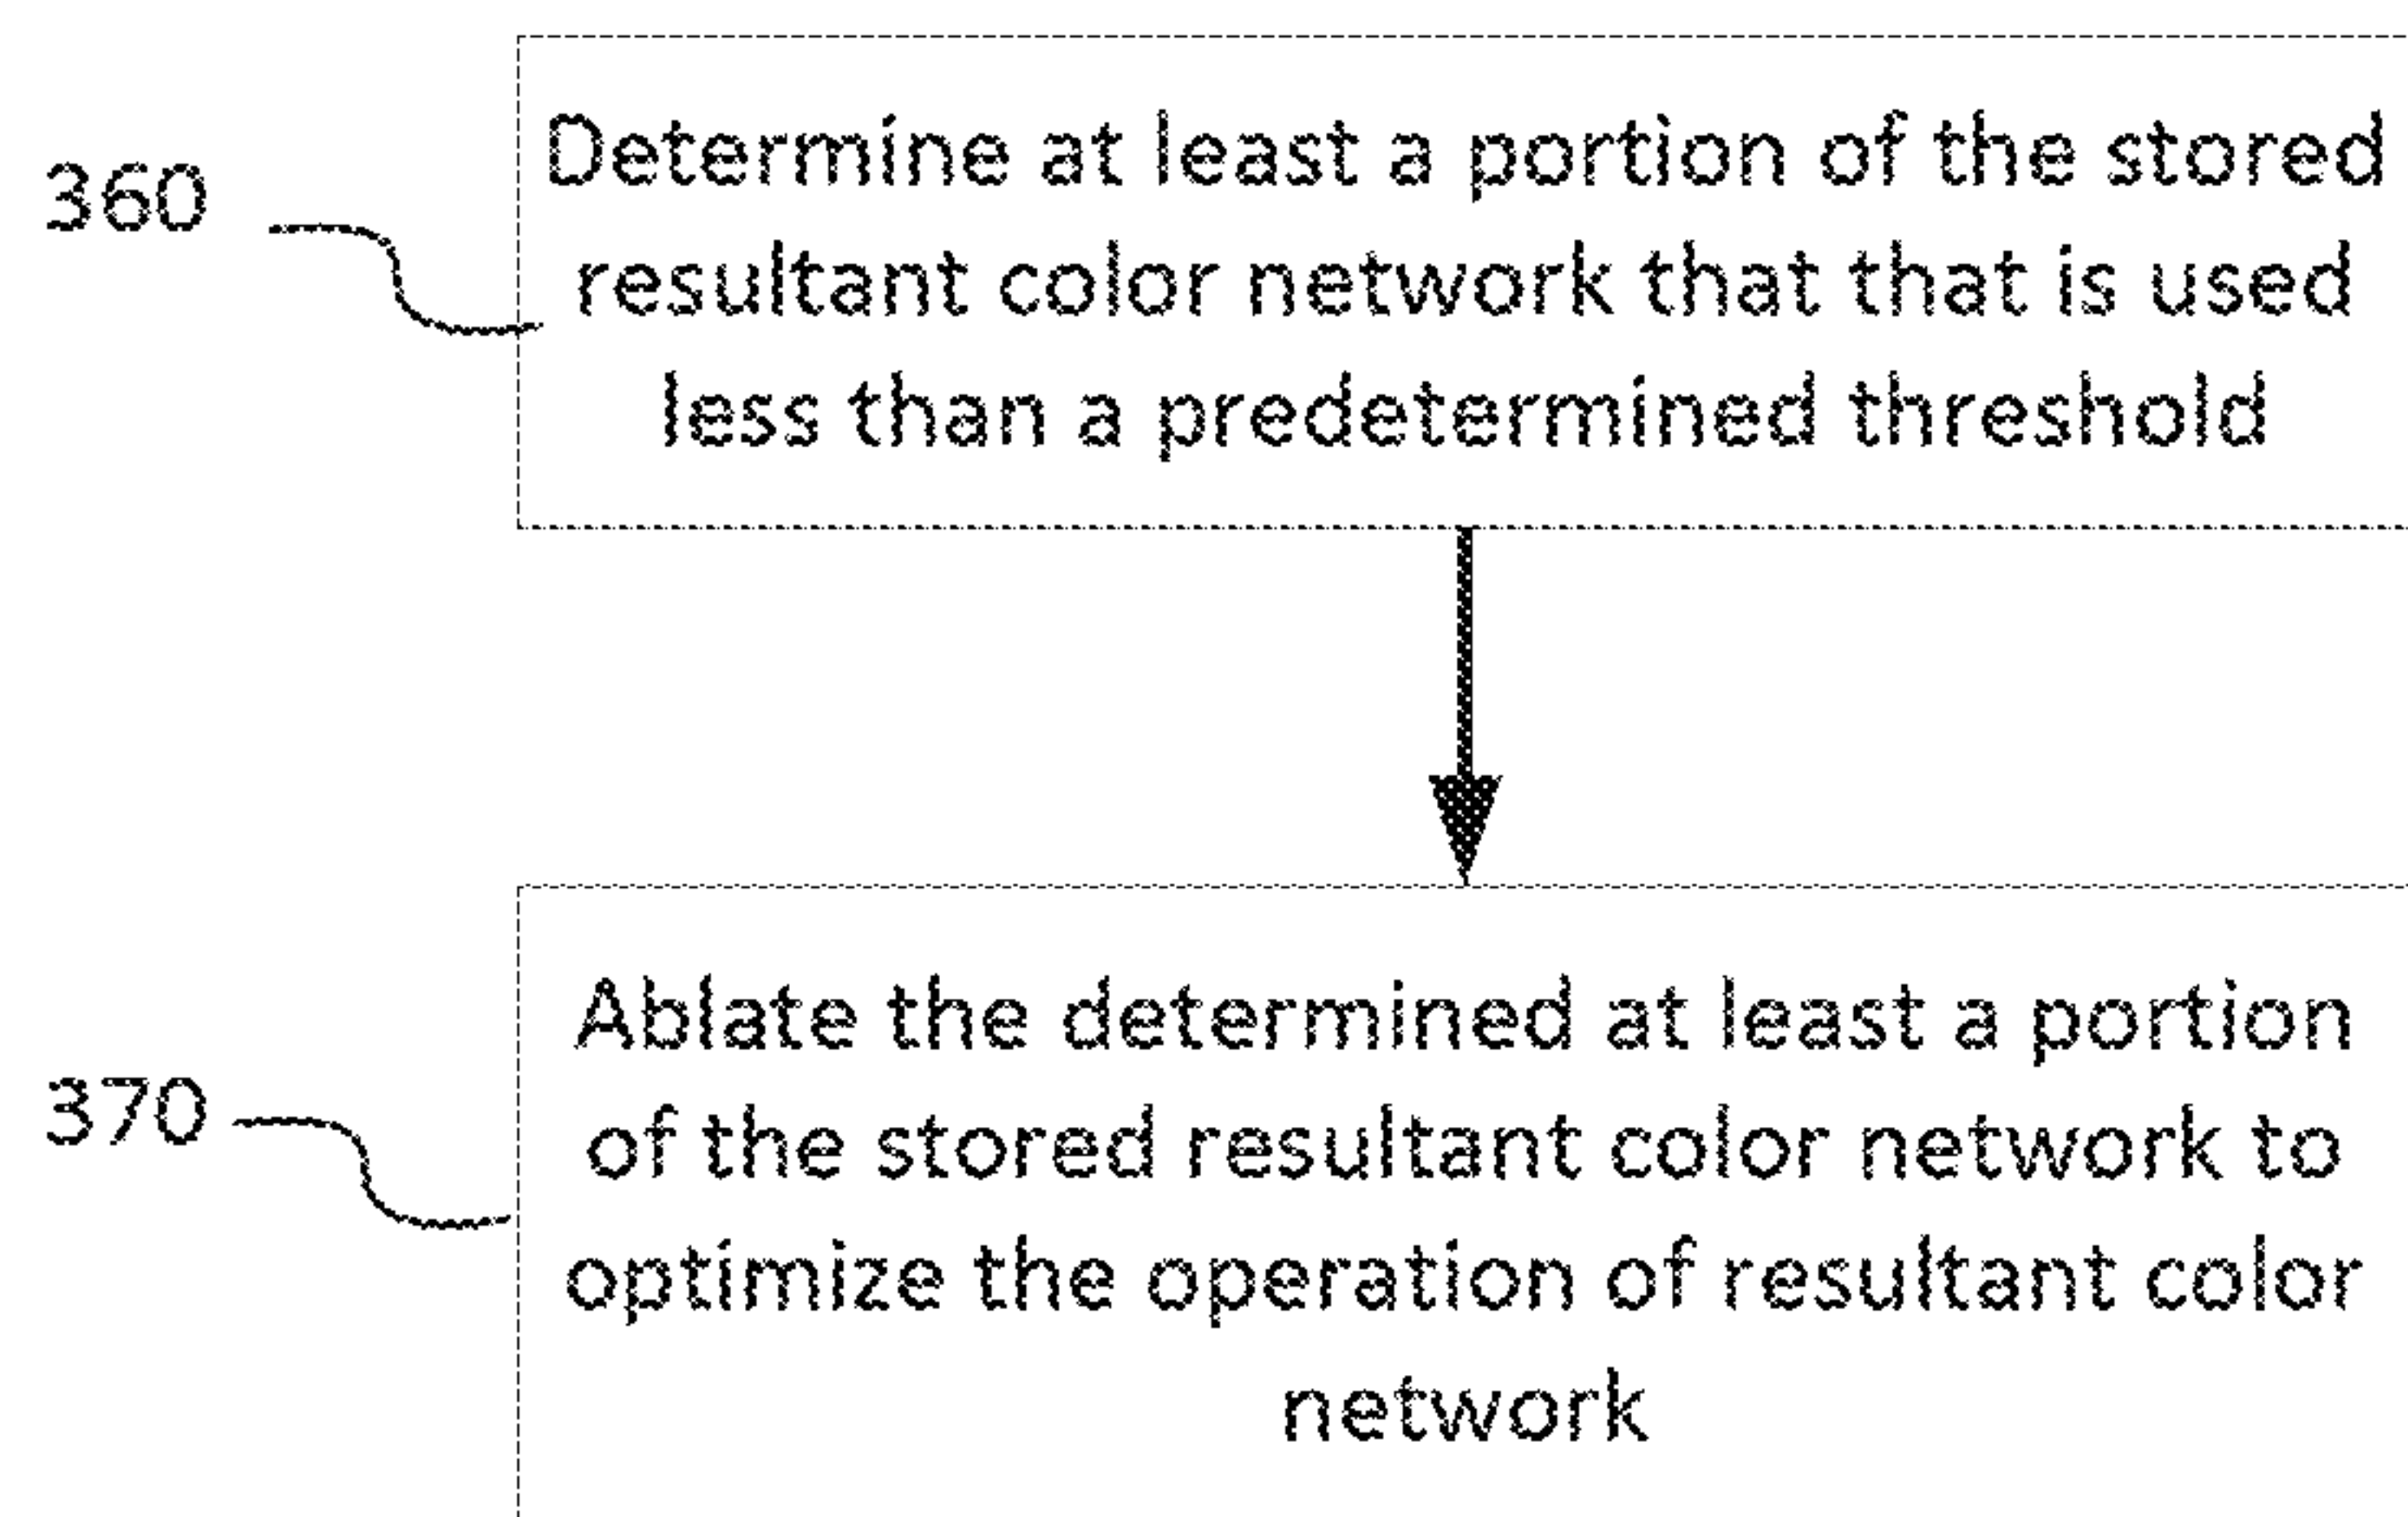 360
Determine at least a portion of the stored
resultant color network that that is used
less than a predetermined threshold
370
Ablate the determined at least a portion
of the stored resultant color network to
optimize the operation of resultant color
network